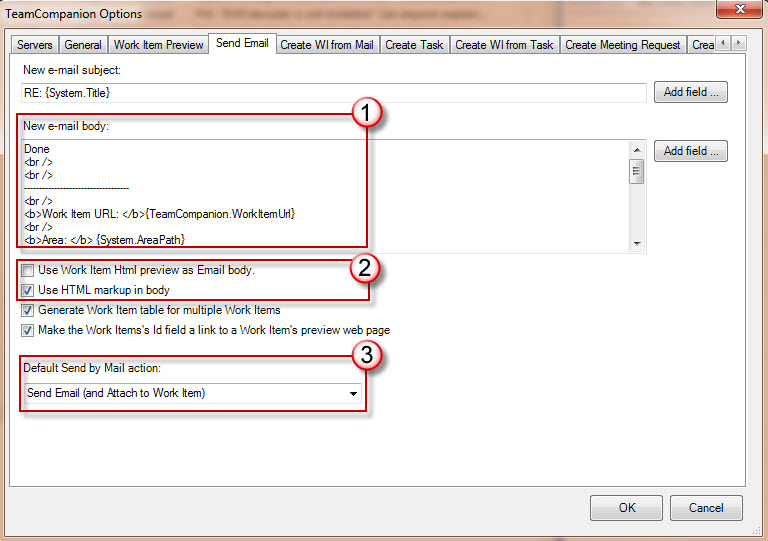 TeamCompanion Options
Servers General Work Item Preview Send Email Create WI from Mail Create Task Create WI from Task Create Meeting Request Crea
New e-mail subject:
RE: {System.Title} Add field ...
1
New e-mail body:
Done Add field ...
<br />
<br />
-----------------------------------
<br />
<b>Work Item URL: </b>{TeamCompanion.WorkItemUrl}
<br />
<b>Area: </b> {System.AreaPath}
2
Use Work Item Html preview as Email body.
Use HTML markup in body
Generate Work Item table for multiple Work Items
Make the Work Items's Id field a link to a Work Item's preview web page
3
Default Send by Mail action:
Send Email (and Attach to Work Item)
OK Cancel